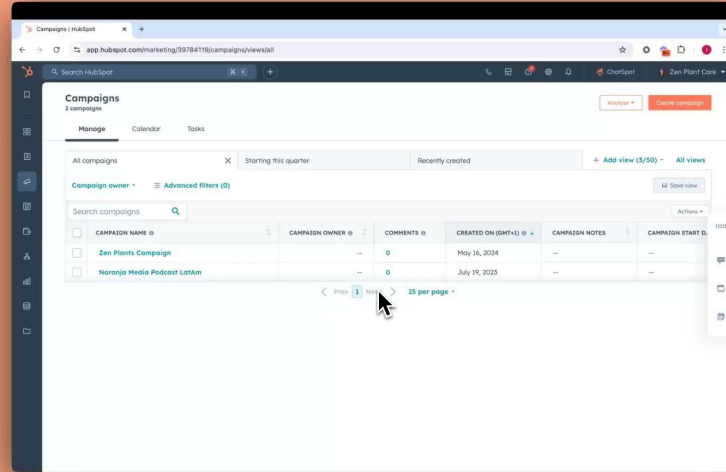 Campaigns | HubSpot
app.hubspot.com/marketing/39784119/campaigns/views/all
Search HubSpot
ChatSpot
Zen Plant Care
Campaigns
2 campaigns
Analyze
Create campaign
Manage Calendar Tasks
All campaigns Starting this quarter Recently created + Add view (3/50) All views
Campaign owner Advanced filters (0) Save view
Search campaigns Actions
CAMPAIGN NAME CAMPAIGN OWNER COMMENTS CREATED ON (GMT+1) CAMPAIGN NOTES CAMPAIGN START D..
Zen Plants Campaign -- 0 May 16, 2024 -- --
Naranja Media Podcast LatAm -- 0 July 19, 2023 -- --
Prev 1 25 per page